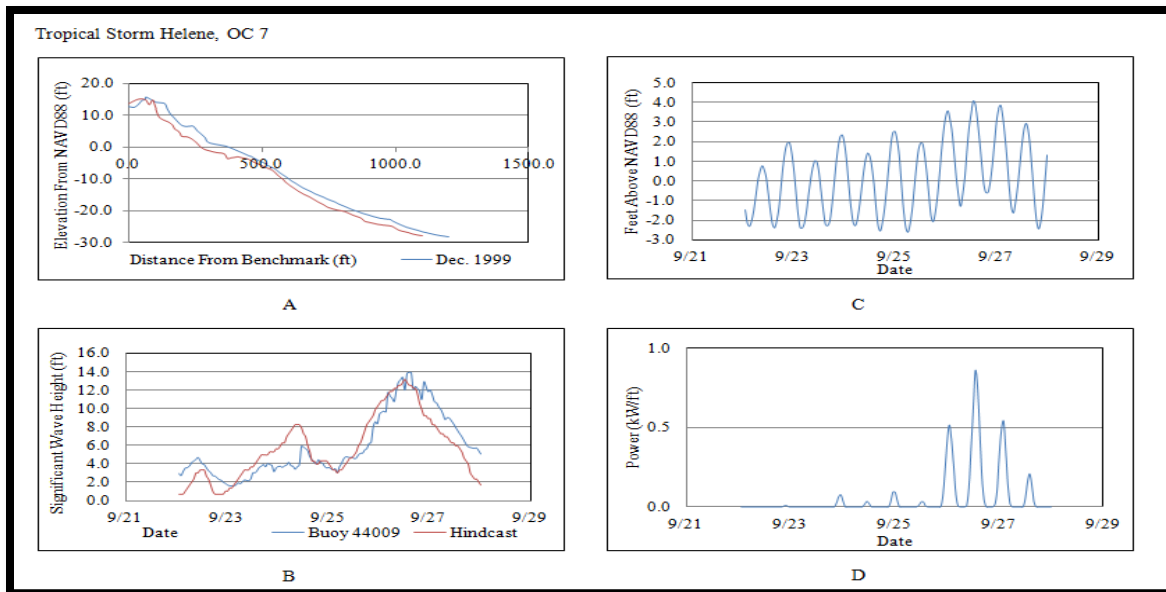 Tropical Storm Helene, OC 7
Elevation From NAVD88 (ft)
20.0
10.0
0.0
-10.0
-20.0
-30.0
0.0 500.0 1000.0 1500.0
Distance From Benchmark (ft) Dec. 1999
A
Feet Above NAVD88 (ft)
5.0
4.0
3.0
2.0
1.0
0.0
-1.0
-2.0
-3.0
9/21 9/23 9/25 9/27 9/29
Date
C
Significant Wave Height (ft)
16.0
14.0
12.0
10.0
8.0
6.0
4.0
2.0
0.0
9/21 9/23 9/25 9/27 9/29
Date Buoy 44009 Hindcast
B
Power (kW/ft)
1.0
0.5
0.0
9/21 9/23 9/25 9/27 9/29
Date
D